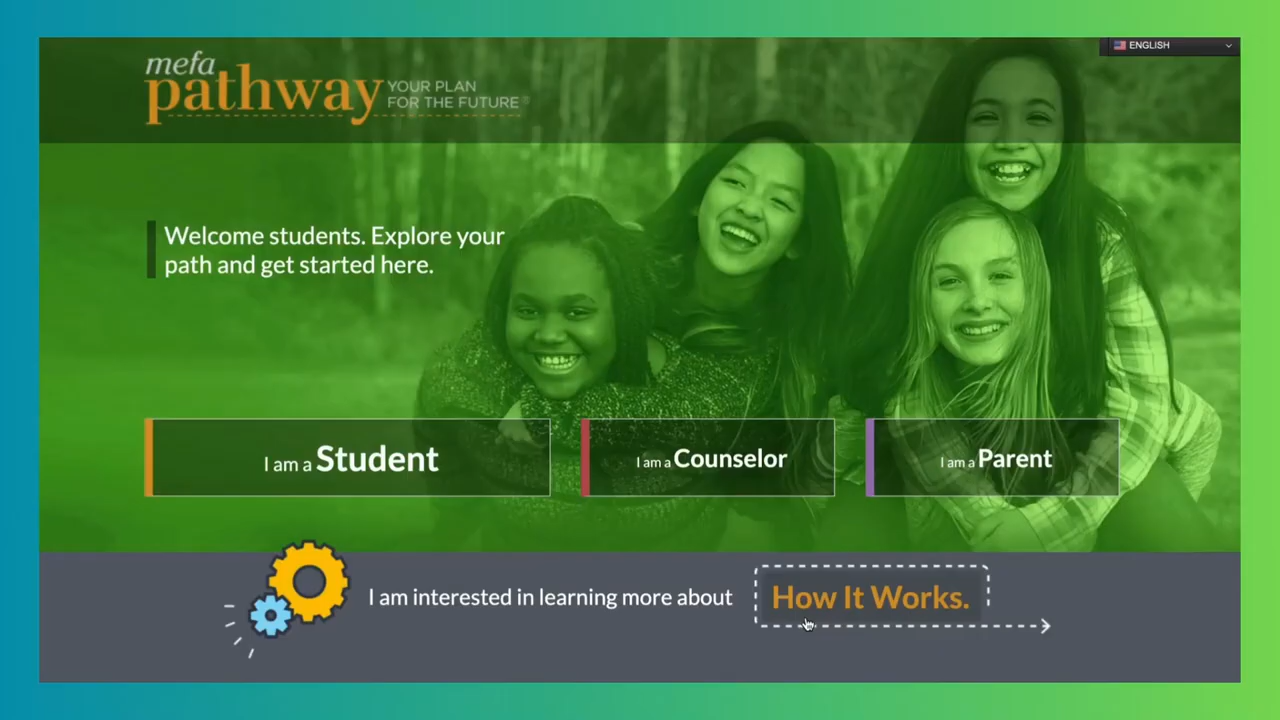 ENGLISH
mefa
pathway
YOUR PLAN
FOR THE FUTURE
Welcome students. Explore your
path and get started here.
I am a Student
I am a Counselor
I am a Parent
I am interested in learning more about
How It Works.